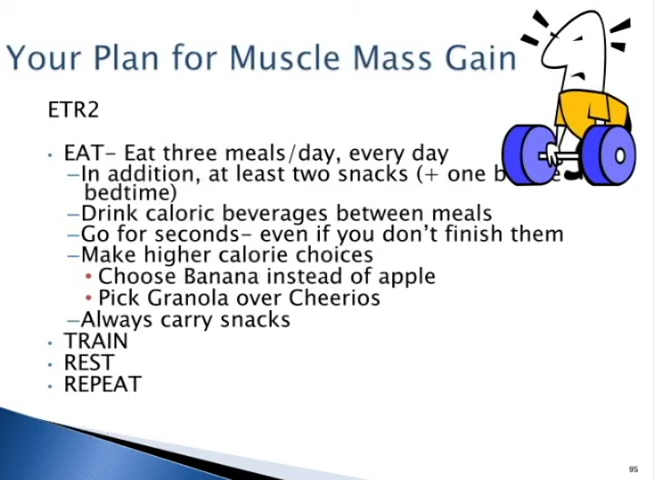 Your Plan for Muscle Mass Gain
ETR2
• EAT– Eat three meals/day, every day
–In addition, at least two snacks (+ one
bedtime)
–Drink caloric beverages between meals
–Go for seconds– even if you don't finish them
–Make higher calorie choices
• Choose Banana instead of apple
• Pick Granola over Cheerios
–Always carry snacks
• TRAIN
• REST
• REPEAT
95